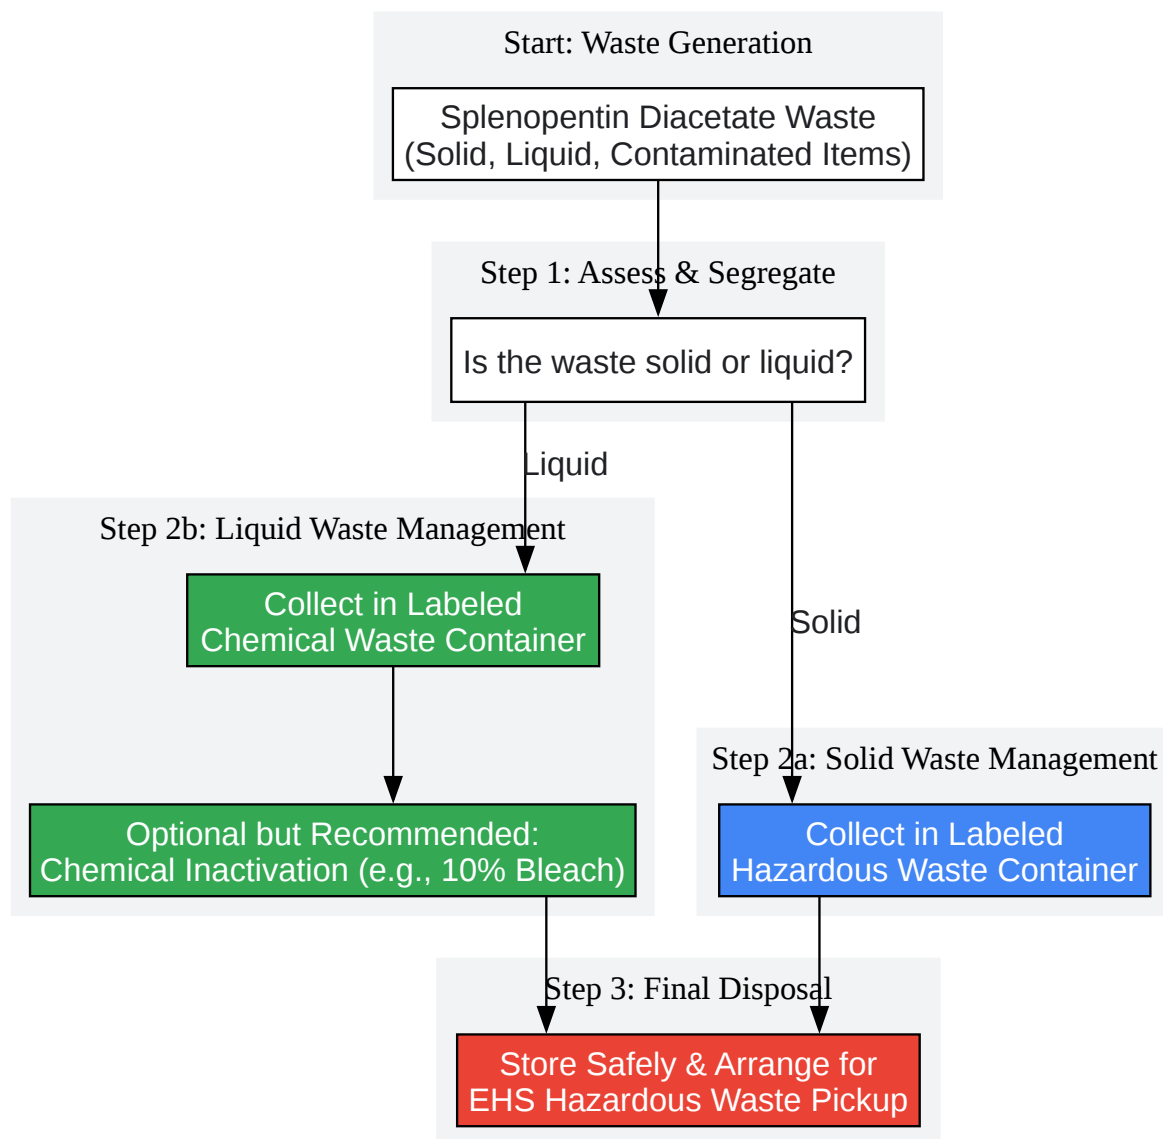 Start: Waste Generation
Splenopentin Diacetate Waste
(Solid, Liquid, Contaminated Items)
Step 1: Assess & Segregate
Is the waste solid or liquid?
Liquid
Step 2b: Liquid Waste Management
Collect in Labeled
Chemical Waste Container
Optional but Recommended:
Chemical Inactivation (e.g., 10% Bleach)
Solid
Step 2a: Solid Waste Management
Collect in Labeled
Hazardous Waste Container
Step 3: Final Disposal
Store Safely & Arrange for
EHS Hazardous Waste Pickup